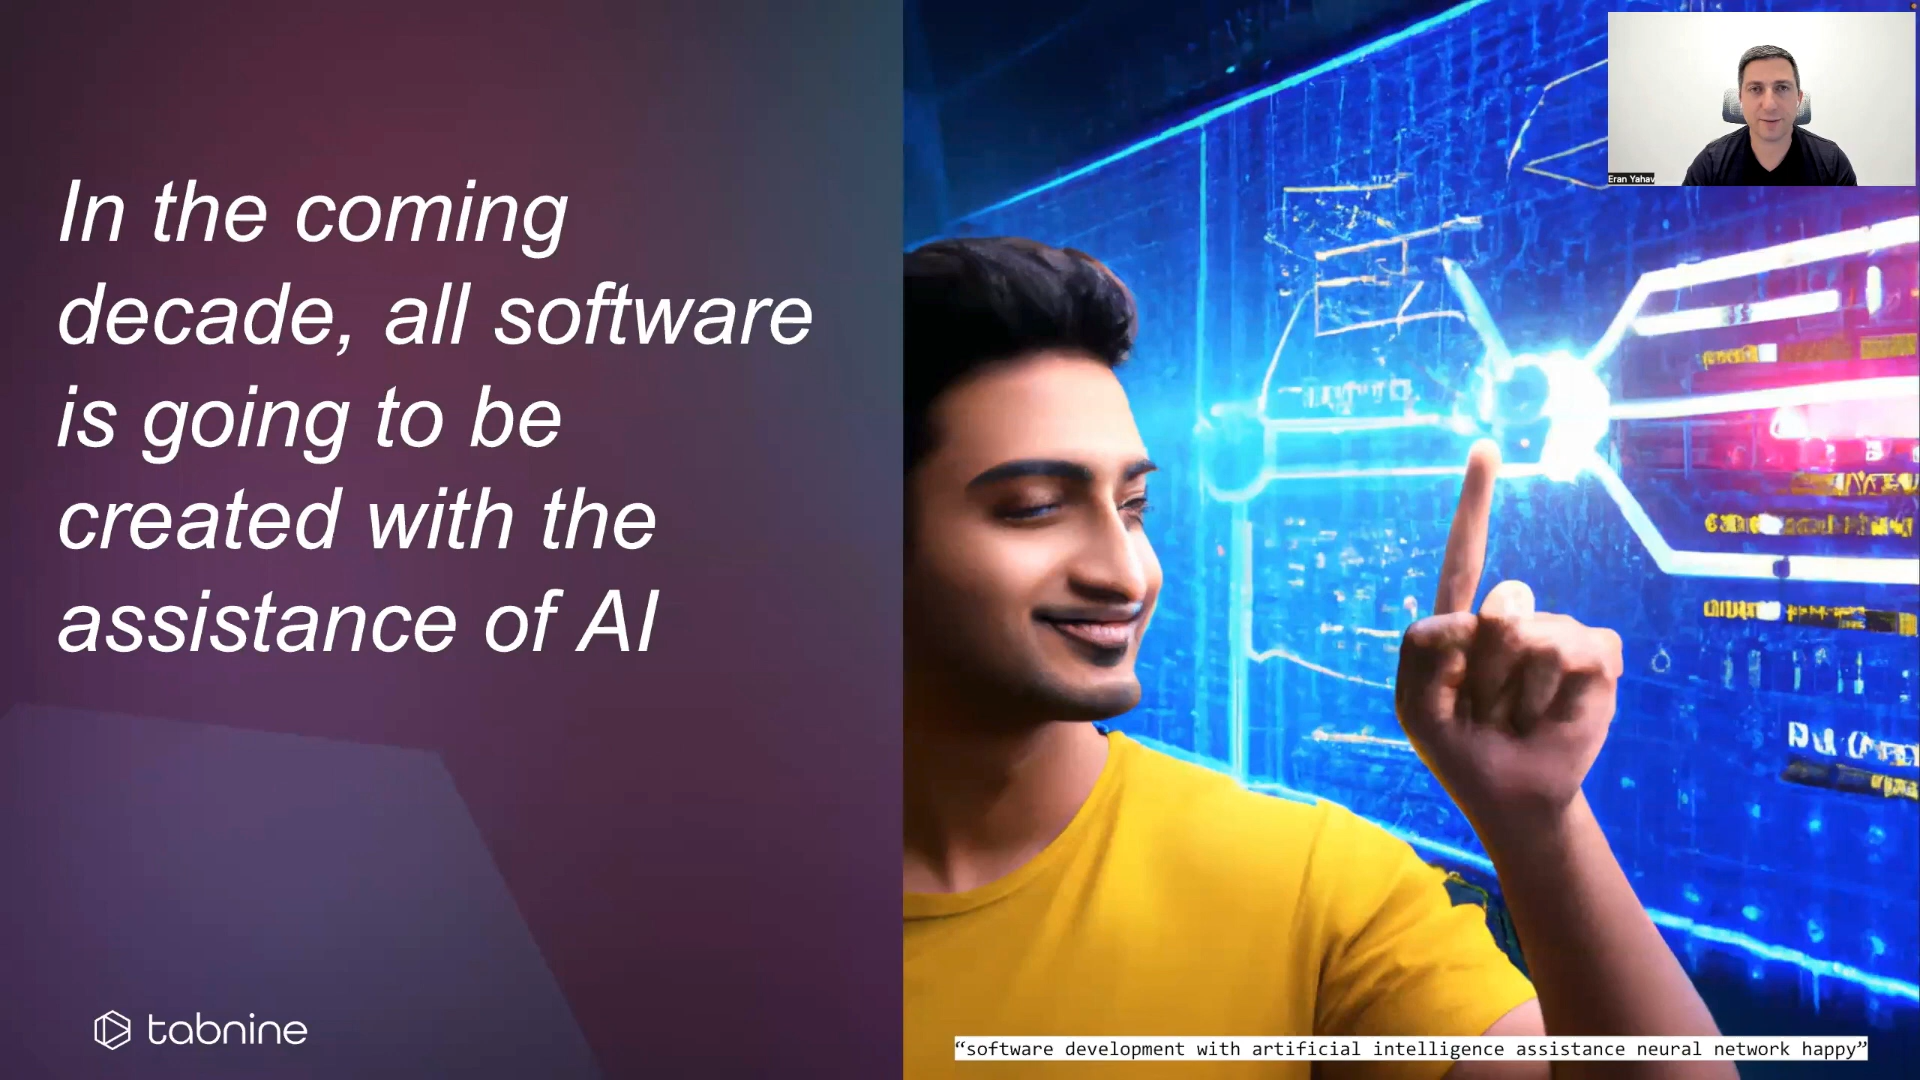 In the coming
decade, all software
is going to be
created with the
assistance of AI
tabnine
Eran Yahav
“software development with artificial intelligence assistance neural network happy”